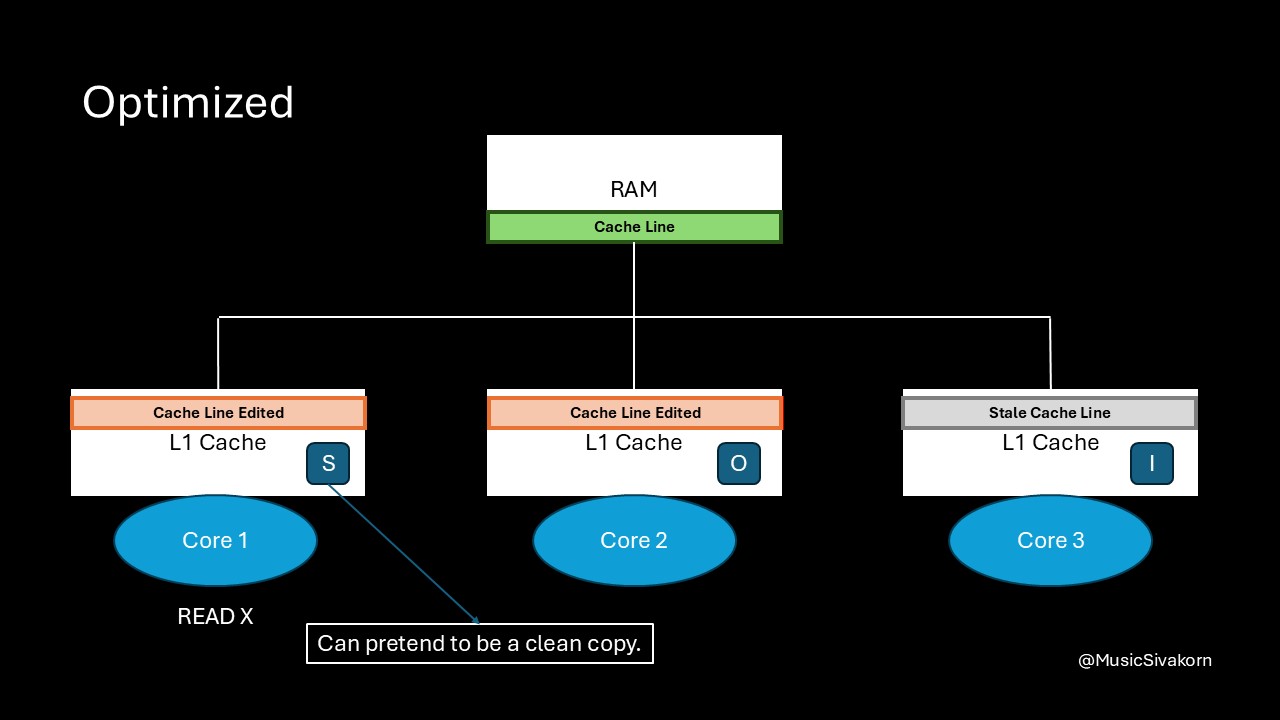 Optimized
RAM
Cache Line
Cache Line Edited
L1 Cache
S
Core 1
READ X
Cache Line Edited
L1 Cache
O
Core 2
Stale Cache Line
L1 Cache
I
Core 3
Can pretend to be a clean copy.
@MusicSivakorn